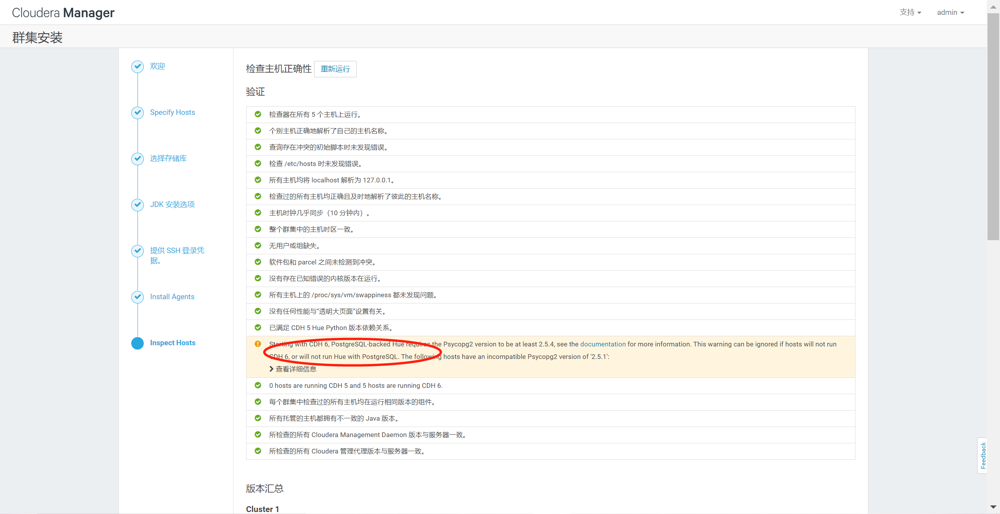 Cloudera Manager
支持
admin
群集安装
欢迎
Specify Hosts
选择存储库
JDK 安装选项
提供 SSH 登录凭
据。
Install Agents
Inspect Hosts
检查主机正确性 重新运行
验证
检查器在所有 5 个主机上运行。
个别主机正确地解析了自己的主机名称。
查询存在冲突的初始脚本时未发现错误。
检查 /etc/hosts 时未发现错误。
所有主机均将 localhost 解析为 127.0.0.1。
检查过的所有主机均正确且及时地解析了彼此的主机名称。
主机时钟几乎同步（10 分钟内）。
整个群集中的主机时区一致。
无用户或组缺失。
软件包和 parcel 之间未检测到冲突。
没有存在已知错误的内核版本在运行。
所有主机上的 /proc/sys/vm/swappiness 都未发现问题。
没有任何性能与“透明大页面”设置有关。
已满足 CDH 5 Hue Python 版本依赖关系。
Starting with CDH 6, PostgreSQL-backed Hue requires the Psycopg2 version to be at least 2.5.4, see the documentation for more information. This warning can be ignored if hosts will not run
CDH 6, or will not run Hue with PostgreSQL. The following hosts have an incompatible Psycopg2 version of '2.5.1':
查看详细信息
0 hosts are running CDH 5 and 5 hosts are running CDH 6.
每个群集中检查过的所有主机均在运行相同版本的组件。
所有托管的主机都拥有不一致的 Java 版本。
所检查的所有 Cloudera Management Daemon 版本与服务器一致。
所检查的所有 Cloudera 管理代理版本与服务器一致。
版本汇总
Cluster 1
Feedback